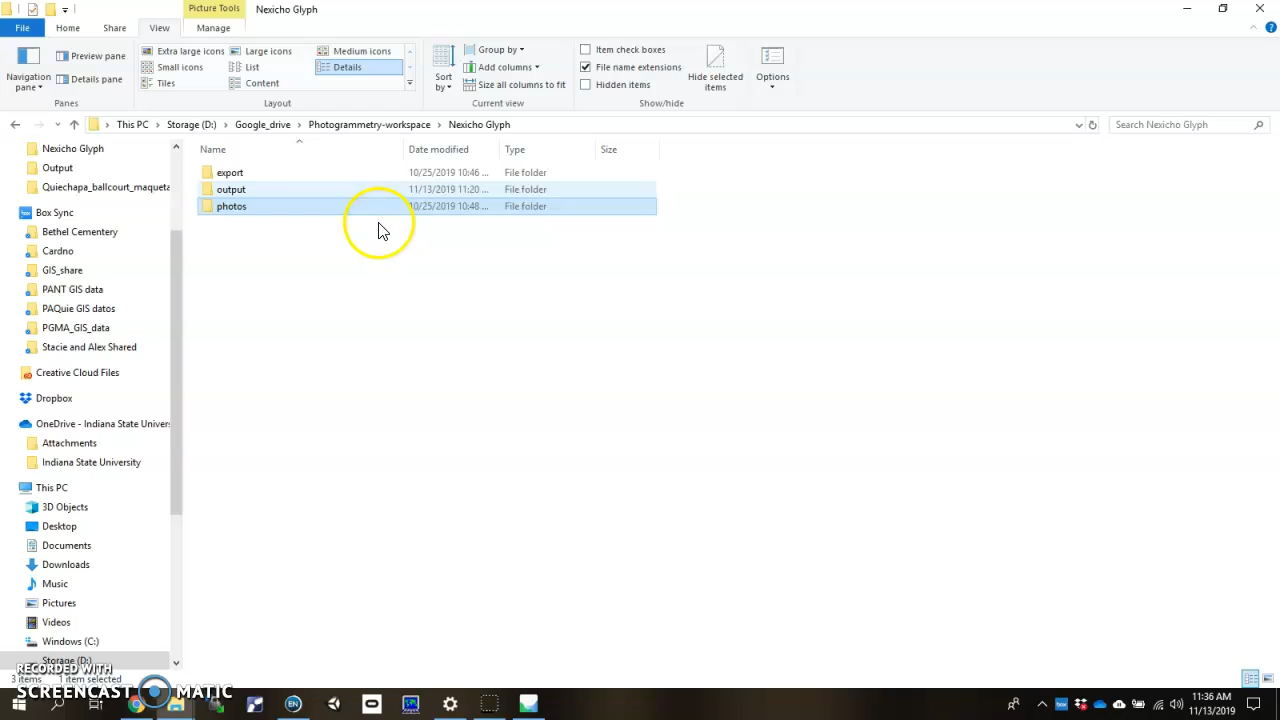 Picture Tools
Nexicho Glyph
File
Home
Share
View
Manage
Navigation pane
Preview pane
Details pane
Panes
Extra large icons
Large icons
Medium icons
Small icons
List
Details
Tiles
Content
Layout
Sort by
Group by
Add columns
Size all columns to fit
Current view
Item check boxes
File name extensions
Hidden items
Hide selected items
Show/hide
Options
This PC
Storage (D:)
Google_drive
Photogrammetry-workspace
Nexicho Glyph
Search Nexicho Glyph
Name
Date modified
Type
Size
export
10/25/2019 10:46 ...
File folder
output
11/13/2019 11:20 ...
File folder
photos
10/25/2019 10:48 ...
File folder
Nexicho Glyph
Output
Quiechapa_ballcourt_maqueta
Box Sync
Bethel Cementery
Cardno
GIS_share
PANT GIS data
PAQuie GIS datos
PGMA_GIS_data
Stacie and Alex Shared
Creative Cloud Files
Dropbox
OneDrive - Indiana State Univer
Attachments
Indiana State University
This PC
3D Objects
Desktop
Documents
Downloads
Music
Pictures
Videos
Windows (C:)
Storage (D:)
3 items
1 item selected
RECORDED WITH
SCREENCAST MATIC
11:36 AM
11/13/2019